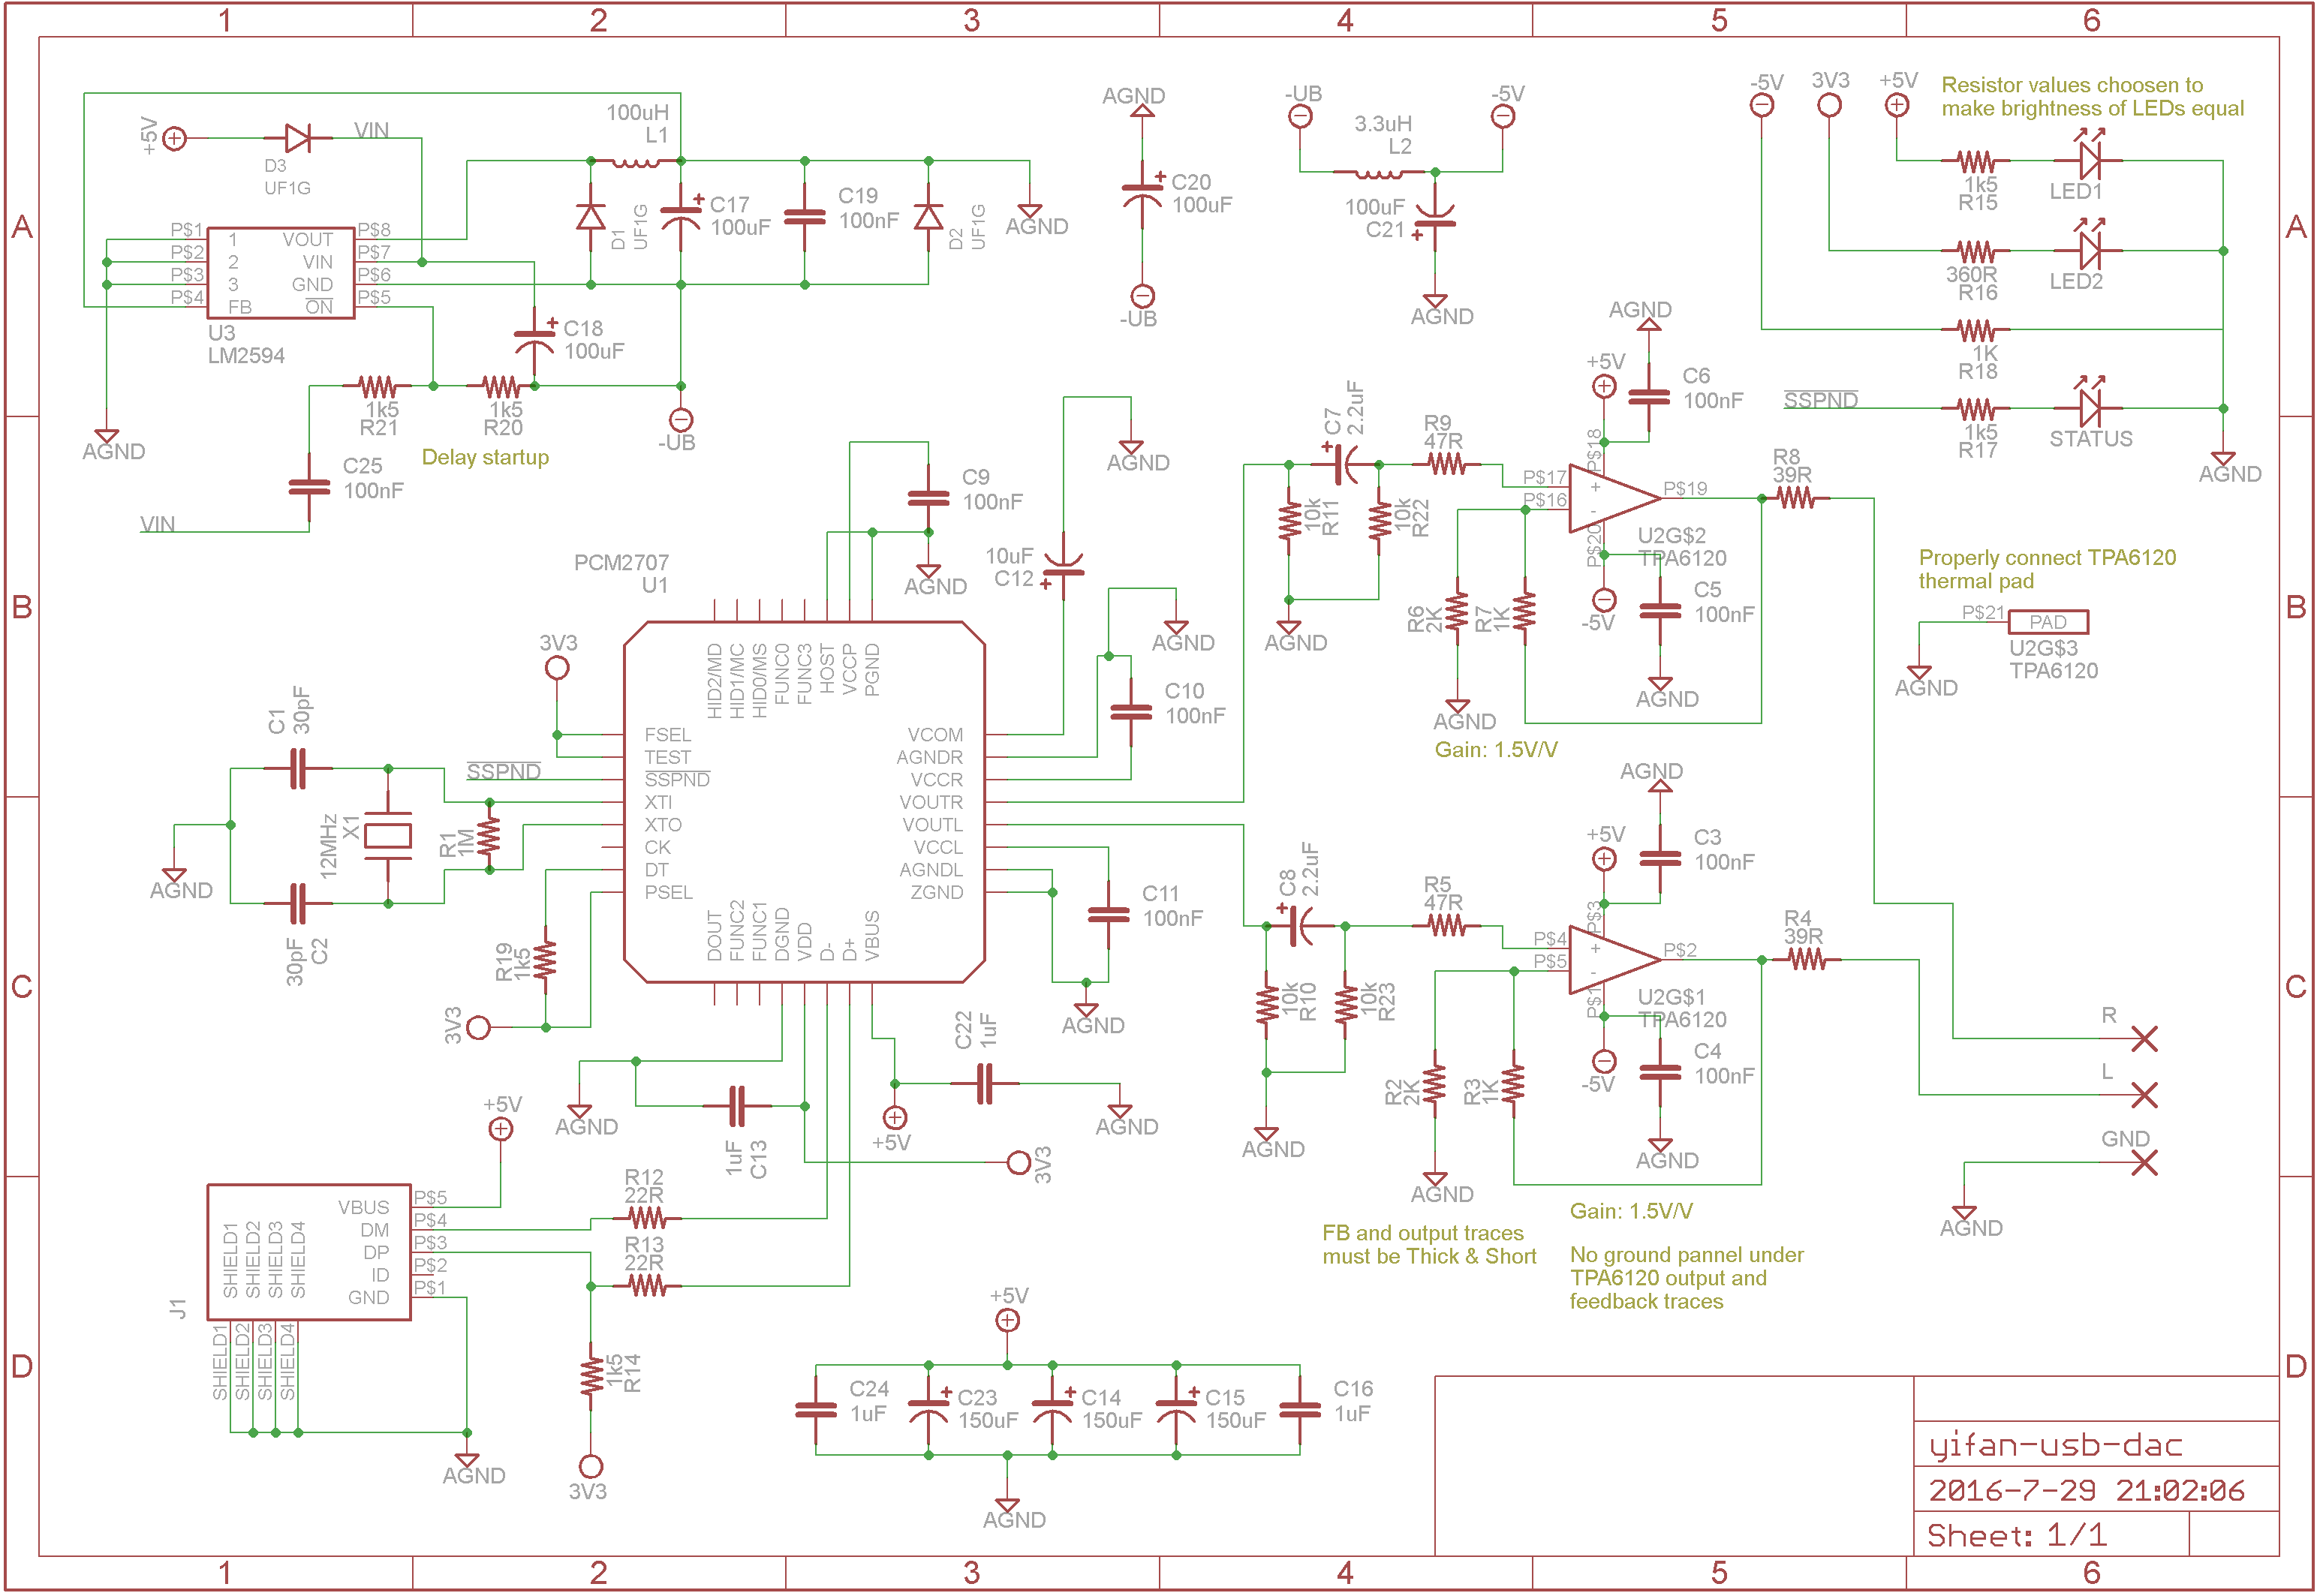 1 2 3 4 5 6
A
B
C
D
A
B
C
D
1 2 3 4 5 6
+5V
D3
UF1G
VIN
100uH
L1
C17
100uF
C19
100nF
D1
UF1G
D2
UF1G
AGND
P$1
P$2
P$3
P$4
1
2
3
FB
VOUT
VIN
GND
ON
P$8
P$7
P$6
P$5
U3
LM2594
C18
100uF
1k5
R21
1k5
R20
-UB
AGND
Delay startup
C25
100nF
VIN
AGND
C20
100uF
-UB
-UB
3.3uH
L2
-5V
100uF
C21
AGND
-5V
3V3
+5V
Resistor values choosen to
make brightness of LEDs equal
1k5
R15
LED1
360R
R16
LED2
1K
R18
SSPND
1k5
R17
STATUS
AGND
PCM2707
U1
C9
100nF
AGND
10uF
C12
AGND
AGND
C10
100nF
3V3
HID2/MD
HID1/MC
HID0/MS
FUNC0
FUNC3
HOST
VCCP
PGND
FSEL
TEST
SSPND
XTI
XTO
CK
DT
PSEL
VCOM
AGNDR
VCCR
VOUTR
VOUTL
VCCL
AGNDL
ZGND
DOUT
FUNC2
FUNC1
DGND
VDD
D-
D+
VBUS
SSPND
C1
30pF
12MHz
X1
R1
1M
AGND
30pF
C2
R19
1k5
3V3
C11
100nF
AGND
C22
1uF
AGND
+5V
AGND
1uF
C13
3V3
C7
2.2uF
R9
47R
10k
R11
10k
R22
AGND
AGND
+5V
C6
100nF
P$18
P$17
P$16
+
-
P$19
P$20
U2G$2
TPA6120
-5V
C5
100nF
AGND
R6
2K
R7
1K
AGND
Gain: 1.5V/V
R8
39R
Properly connect TPA6120
thermal pad
P$21
PAD
U2G$3
TPA6120
AGND
C8
2.2uF
R5
47R
10k
R10
10k
R23
AGND
AGND
+5V
C3
100nF
P$3
P$4
P$5
+
-
P$2
P$1
U2G$1
TPA6120
-5V
C4
100nF
AGND
R2
2K
R3
1K
AGND
R4
39R
R
L
GND
AGND
Gain: 1.5V/V
FB and output traces
must be Thick & Short
No ground pannel under
TPA6120 output and
feedback traces
+5V
J1
SHIELD1
SHIELD2
SHIELD3
SHIELD4
VBUS
DM
DP
ID
GND
P$5
P$4
P$3
P$2
P$1
SHIELD1
SHIELD2
SHIELD3
SHIELD4
AGND
R12
22R
R13
22R
1k5
R14
3V3
+5V
C24
1uF
C23
150uF
C14
150uF
C15
150uF
C16
1uF
AGND
yifan-usb-dac
2016-7-29 21:02:06
Sheet: 1/1